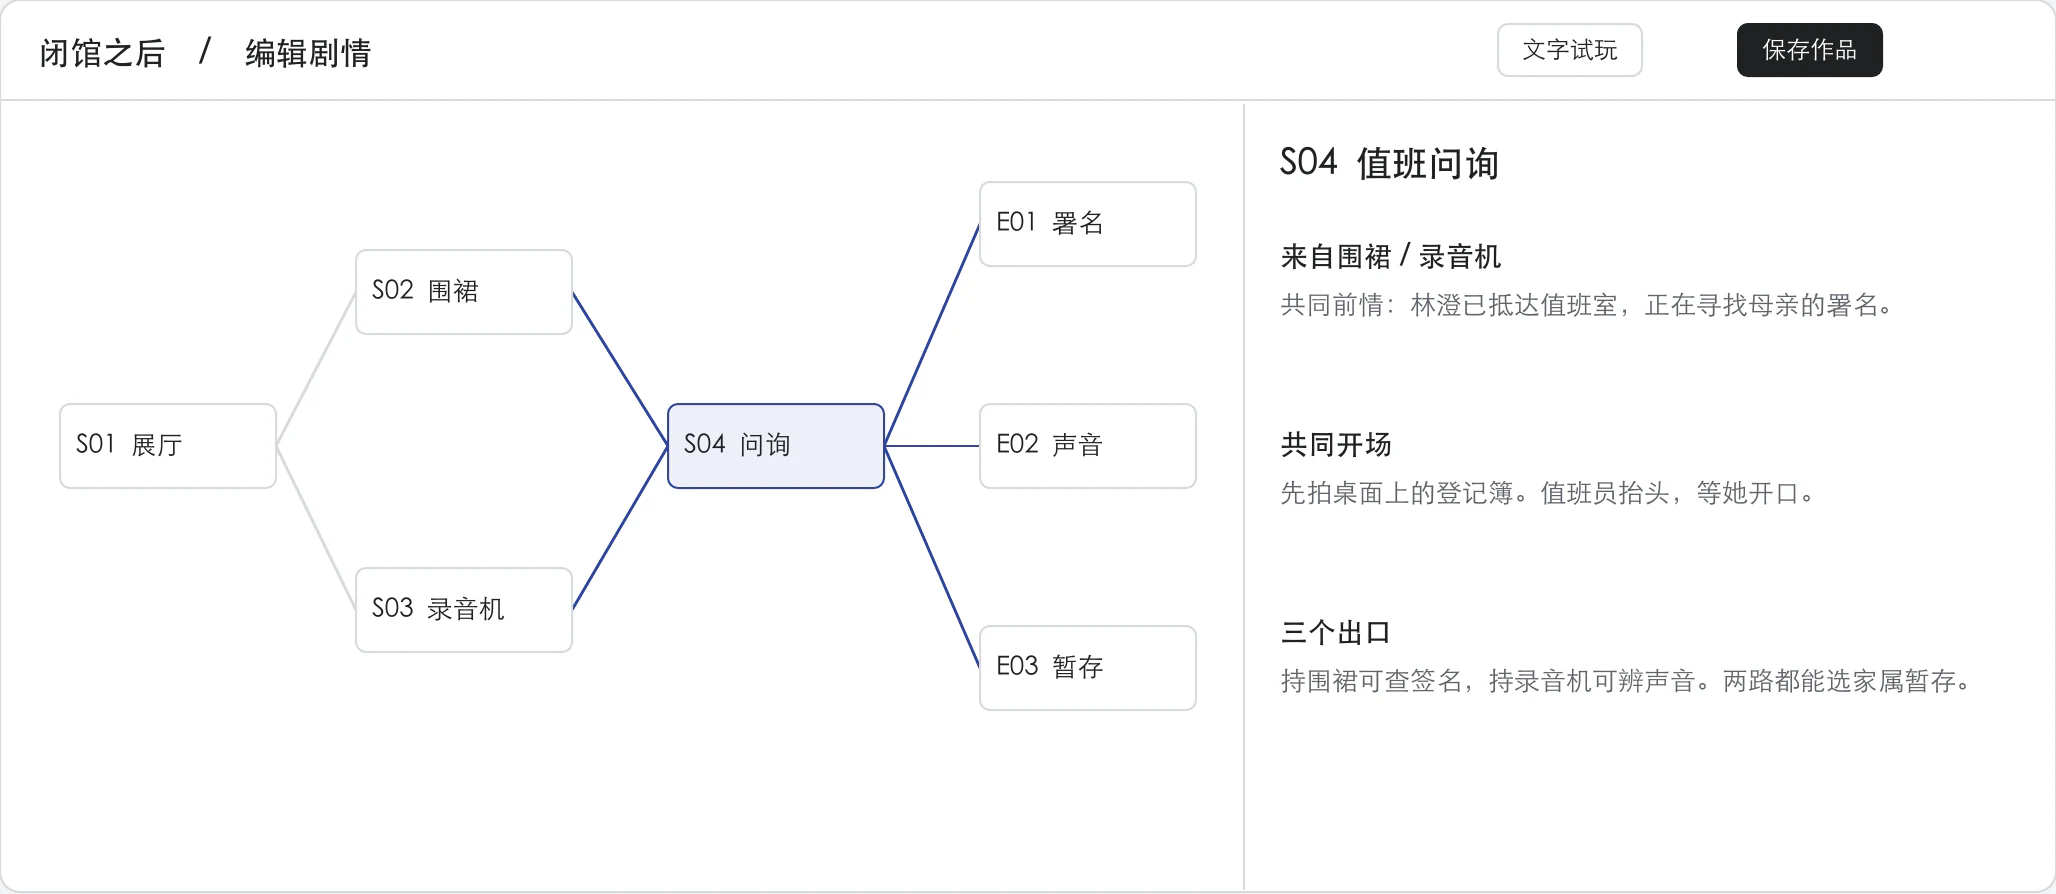 闭馆之后 / 编辑剧情
文字试玩
保存作品
S01 展厅
S02 围裙
S03 录音机
S04 问询
E01 署名
E02 声音
E03 暂存
S04 值班问询
来自围裙 / 录音机
共同前情：林澄已抵达值班室，正在寻找母亲的署名。
共同开场
先拍桌面上的登记簿。值班员抬头，等她开口。
三个出口
持围裙可查签名，持录音机可辨声音。两路都能选家属暂存。